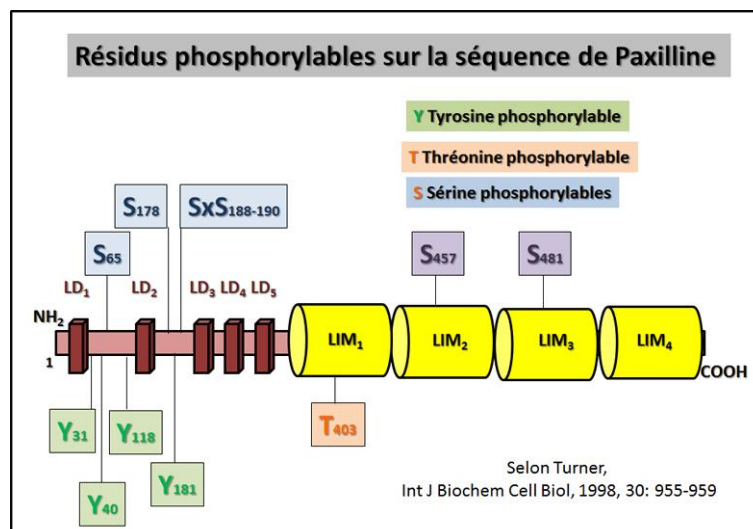 Résidus phosphorylables sur la séquence de Paxilline
Y Tyrosine phosphorylable
T Thréonine phosphorylable
S Sérine phosphorylables
S178 SxS188-190
S65 S457 S481
LD1 LD2 LD3 LD4 LD5
NH2
LIM1 LIM2 LIM3 LIM4
1 COOH
Y31 Y118 T403
Y40 Y181
Selon Turner,
Int J Biochem Cell Biol, 1998, 30: 955-959